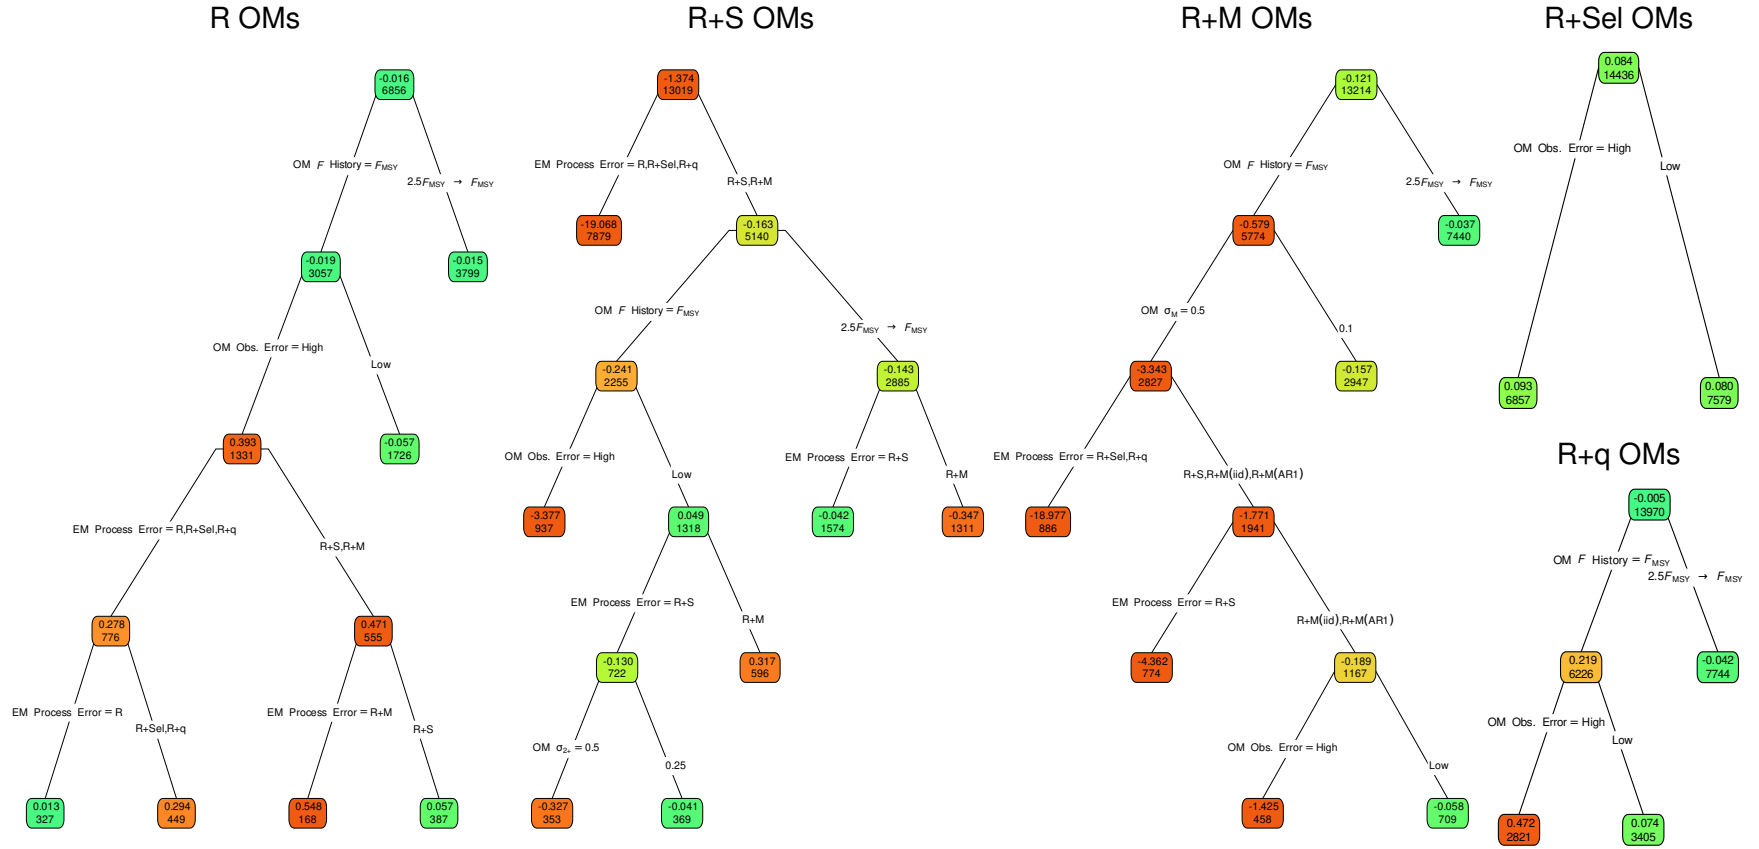 R OMs
-0.016
6856
OM F History = FMSY
2.5FMSY → FMSY
-0.019
3057
-0.015
3799
OM Obs. Error = High
Low
0.393
1331
-0.057
1726
EM Process Error = R,R+Sel,R+q
R+S,R+M
0.278
776
0.471
555
EM Process Error = R
R+Sel,R+q
EM Process Error = R+M
R+S
0.013
327
0.294
449
0.548
168
0.057
387
R+S OMs
-1.374
13019
EM Process Error = R,R+Sel,R+q
R+S,R+M
-19.068
7879
-0.163
5140
OM F History = FMSY
2.5FMSY → FMSY
-0.241
2255
-0.143
2885
OM Obs. Error = High
Low
EM Process Error = R+S
R+M
-3.377
937
0.049
1318
-0.042
1574
-0.347
1311
EM Process Error = R+S
R+M
-0.130
722
0.317
596
OM σ2+ = 0.5
0.25
-0.327
353
-0.041
369
R+M OMs
-0.121
13214
OM F History = FMSY
2.5FMSY → FMSY
-0.579
5774
-0.037
7440
OM σM = 0.5
0.1
-3.343
2827
-0.157
2947
EM Process Error = R+Sel,R+q
R+S,R+M(iid),R+M(AR1)
-18.977
886
-1.771
1941
EM Process Error = R+S
R+M(iid),R+M(AR1)
-4.362
774
-0.189
1167
OM Obs. Error = High
Low
-1.425
458
-0.058
709
R+Sel OMs
0.084
14436
OM Obs. Error = High
Low
0.093
6857
0.080
7579
R+q OMs
-0.005
13970
OM F History = FMSY
2.5FMSY → FMSY
0.219
6226
-0.042
7744
OM Obs. Error = High
Low
0.472
2821
0.074
3405